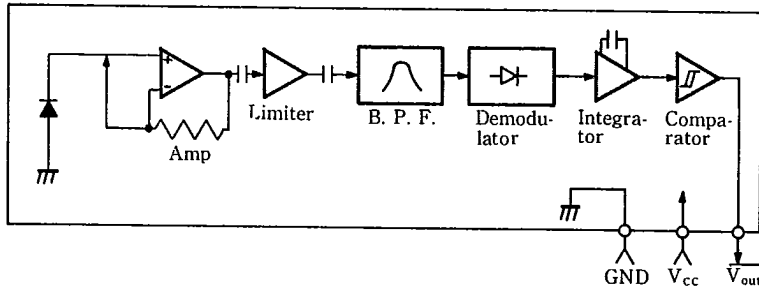 +
-
Amp
Limiter
B. P. F.
Demodu-
lator
Integra-
tor
Compa-
rator
GND
Vcc
Vout